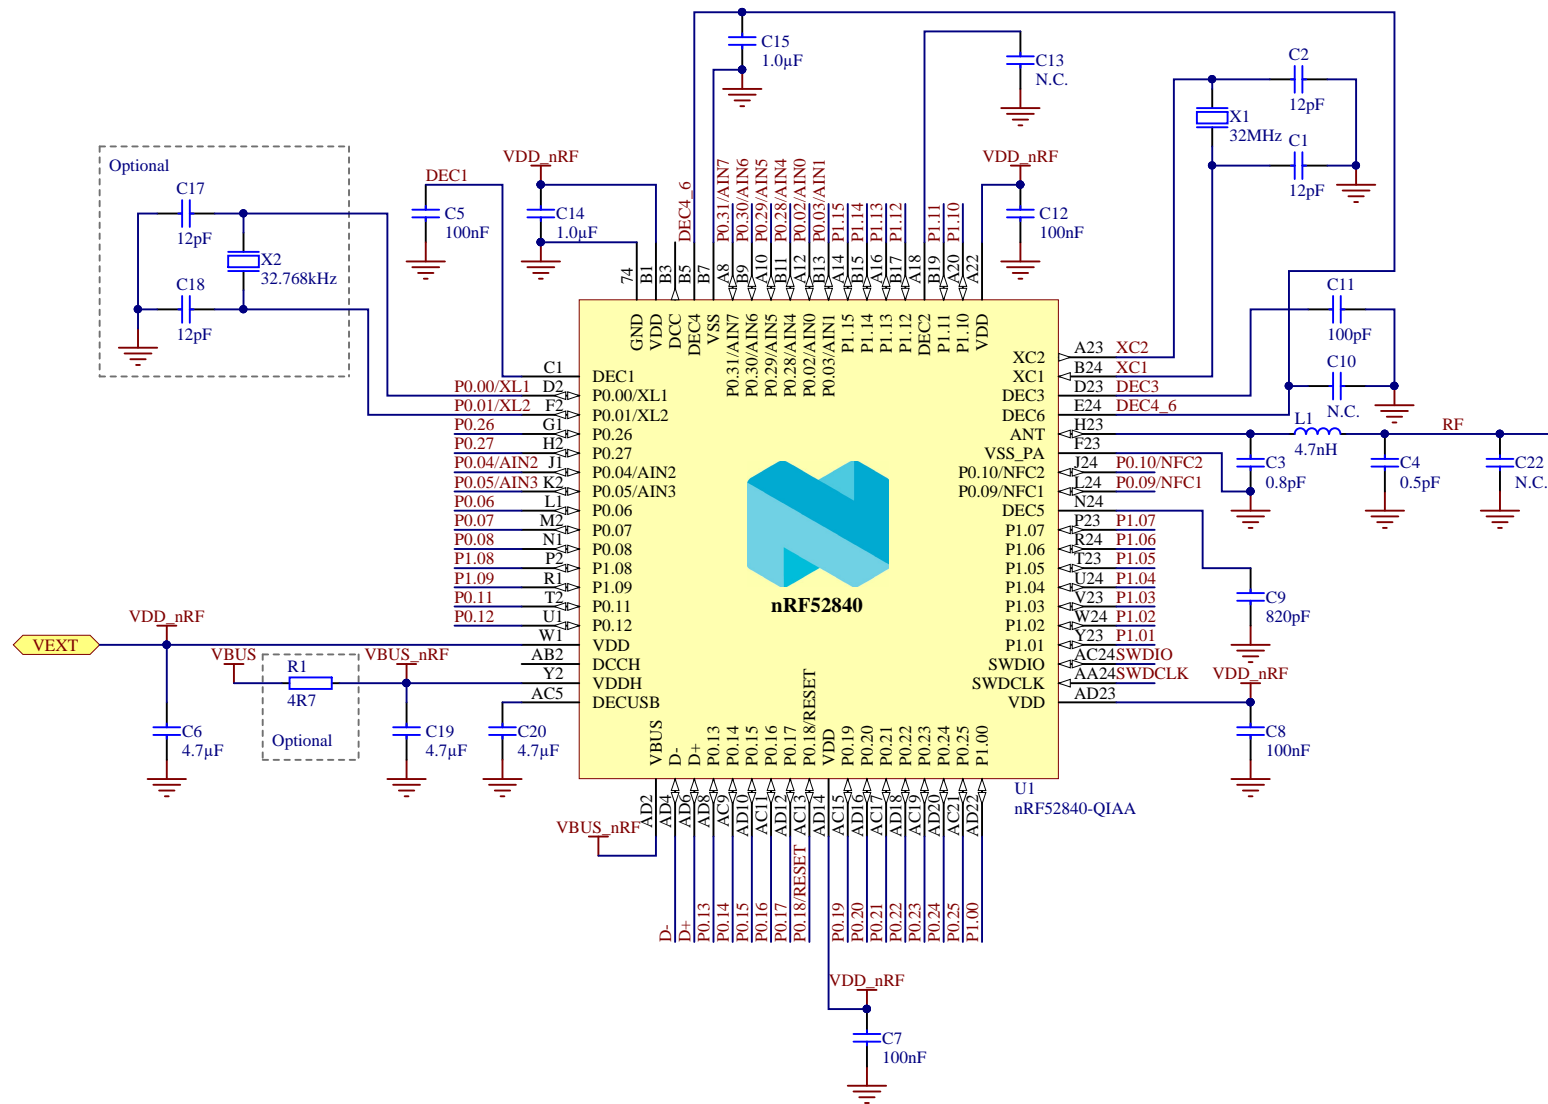 C15
1.0µF
C13
N.C.
C2
12pF
X1
32MHz
C1
12pF
Optional
C17
12pF
X2
32.768kHz
C18
12pF
DEC1
C5
100nF
VDD_nRF
C14
1.0µF
DEC4_6
P0.31/AIN7
P0.30/AIN6
P0.29/AIN5
P0.28/AIN4
P0.02/AIN0
P0.03/AIN1
P1.15
P1.14
P1.13
P1.12
P1.11
P1.10
VDD_nRF
C12
100nF
74
B1
B3
B5
B7
A8
B9
A10
B11
A12
B13
A14
B15
A16
B17
A18
B19
A20
A22
GND
VDD
DCC
DEC4
VSS
P0.31/AIN7
P0.30/AIN6
P0.29/AIN5
P0.28/AIN4
P0.02/AIN0
P0.03/AIN1
P1.15
P1.14
P1.13
P1.12
DEC2
P1.11
P1.10
VDD
C11
100pF
C10
N.C.
C1 DEC1
P0.00/XL1 D2 P0.00/XL1
P0.01/XL2 F2 P0.01/XL2
P0.26 G1 P0.26
P0.27 H2 P0.27
P0.04/AIN2 J1 P0.04/AIN2
P0.05/AIN3 K2 P0.05/AIN3
P0.06 L1 P0.06
P0.07 M2 P0.07
P0.08 N1 P0.08
P1.08 P2 P1.08
P1.09 R1 P1.09
P0.11 T2 P0.11
P0.12 U1 P0.12
W1 VDD
AB2 DCCH
Y2 VDDH
AC5 DECUSB
XC2 A23 XC2
XC1 B24 XC1
DEC3 D23 DEC3
DEC6 E24 DEC4_6
ANT H23
VSS_PA F23
P0.10/NFC2 J24 P0.10/NFC2
P0.09/NFC1 L24 P0.09/NFC1
DEC5 N24
P1.07 P23 P1.07
P1.06 R24 P1.06
P1.05 T23 P1.05
P1.04 U24 P1.04
P1.03 V23 P1.03
P1.02 W24 P1.02
P1.01 Y23 P1.01
SWDIO AC24 SWDIO
SWDCLK AA24 SWDCLK
VDD AD23
L1
4.7nH
RF
C3
0.8pF
C4
0.5pF
C22
N.C.
C9
820pF
VDD_nRF
C8
100nF
nRF52840
VEXT
VDD_nRF
C6
4.7µF
VBUS
R1
4R7
Optional
VBUS_nRF
C19
4.7µF
C20
4.7µF
VBUS
D-
D+
P0.13
P0.14
P0.15
P0.16
P0.17
P0.18/RESET
VDD
P0.19
P0.20
P0.21
P0.22
P0.23
P0.24
P0.25
P1.00
U1
nRF52840-QIAA
AD2
AD4
AD6
AD8
AC9
AD10
AC11
AD12
AC13
AD14
AC15
AD16
AC17
AD18
AC19
AD20
AC21
AD22
VBUS_nRF
D-
D+
P0.13
P0.14
P0.15
P0.16
P0.17
P0.18/RESET
P0.19
P0.20
P0.21
P0.22
P0.23
P0.24
P0.25
P1.00
VDD_nRF
C7
100nF